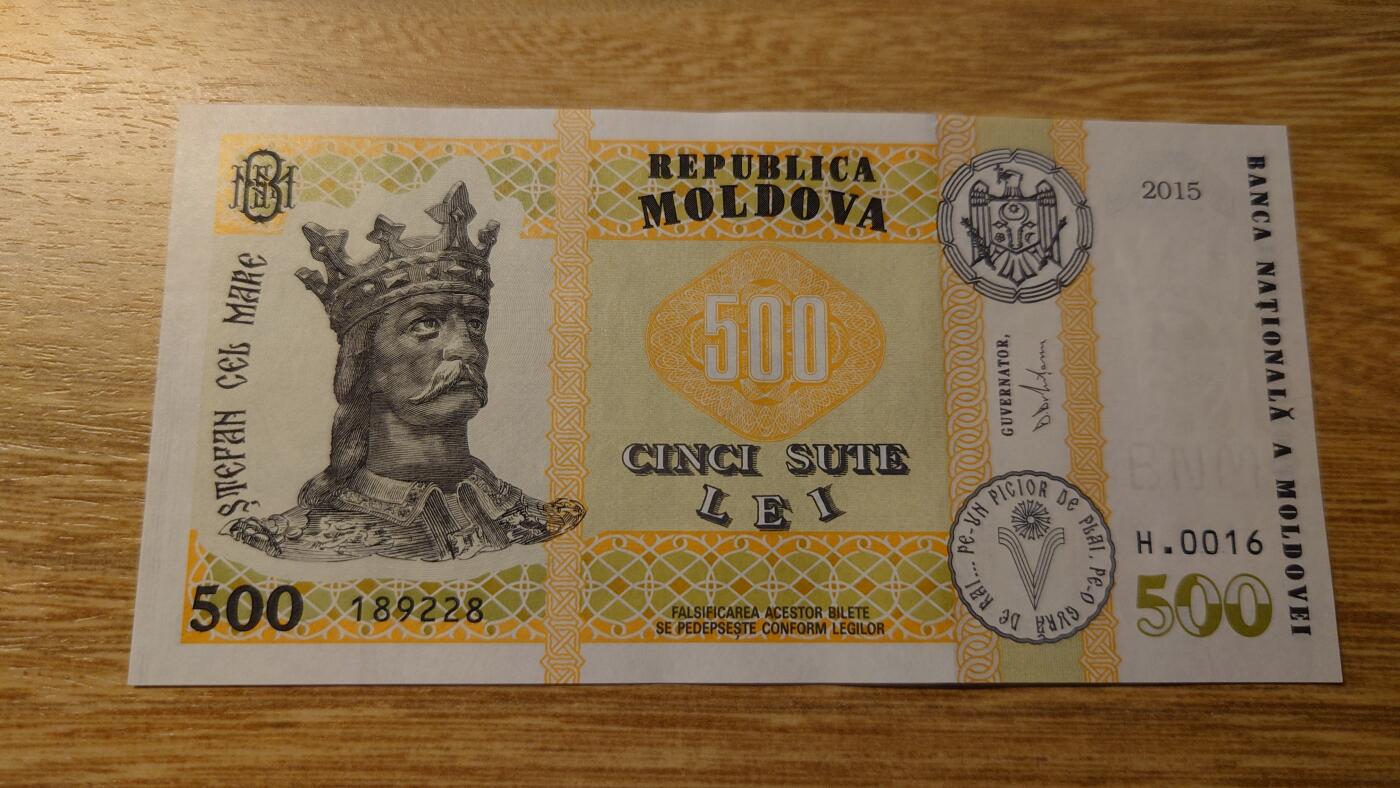 REPUBLICA
MOLDOVA
ȘTEFAN CEL MARE
500
CINCI SUTE
LEI
500
189228
FALSIFICAREA ACESTOR BILETE
SE PEDEPSEȘTE CONFORM LEGILOR
GUVERNATOR,
PE-UN PICIOR DE PLAI, PE-O GURĂ DE RAI...
2015
BANCA NAȚIONALĂ A MOLDOVEI
H.0016
500